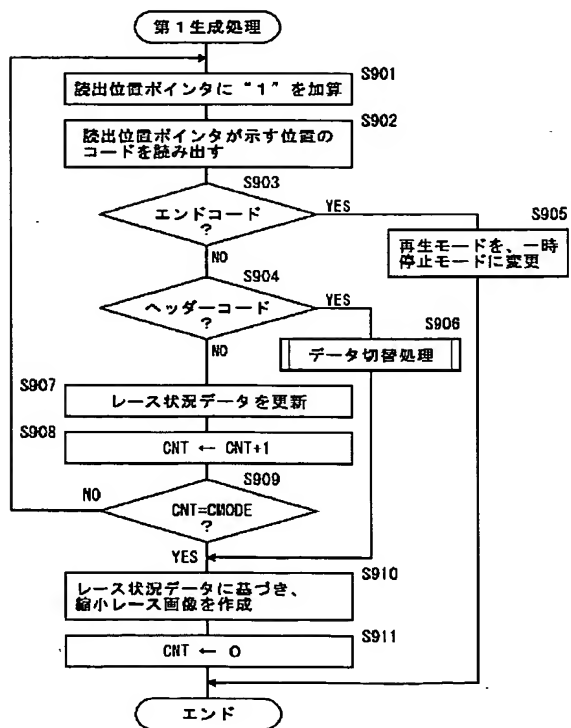 第1生成処理
S901
読出位置ポインタに“1”を加算
S902
読出位置ポインタが示す位置の
コードを読み出す
S903
エンドコード
?
YES
NO
S905
再生モードを、一時
停止モードに変更
S904
ヘッダーコード
?
YES
NO
S906
データ切替処理
S907
レース状況データを更新
S908
CNT ← CNT+1
S909
CNT=CMODE
?
NO
YES
S910
レース状況データに基づき、
縮小レース画像を作成
S911
CNT ← 0
エンド